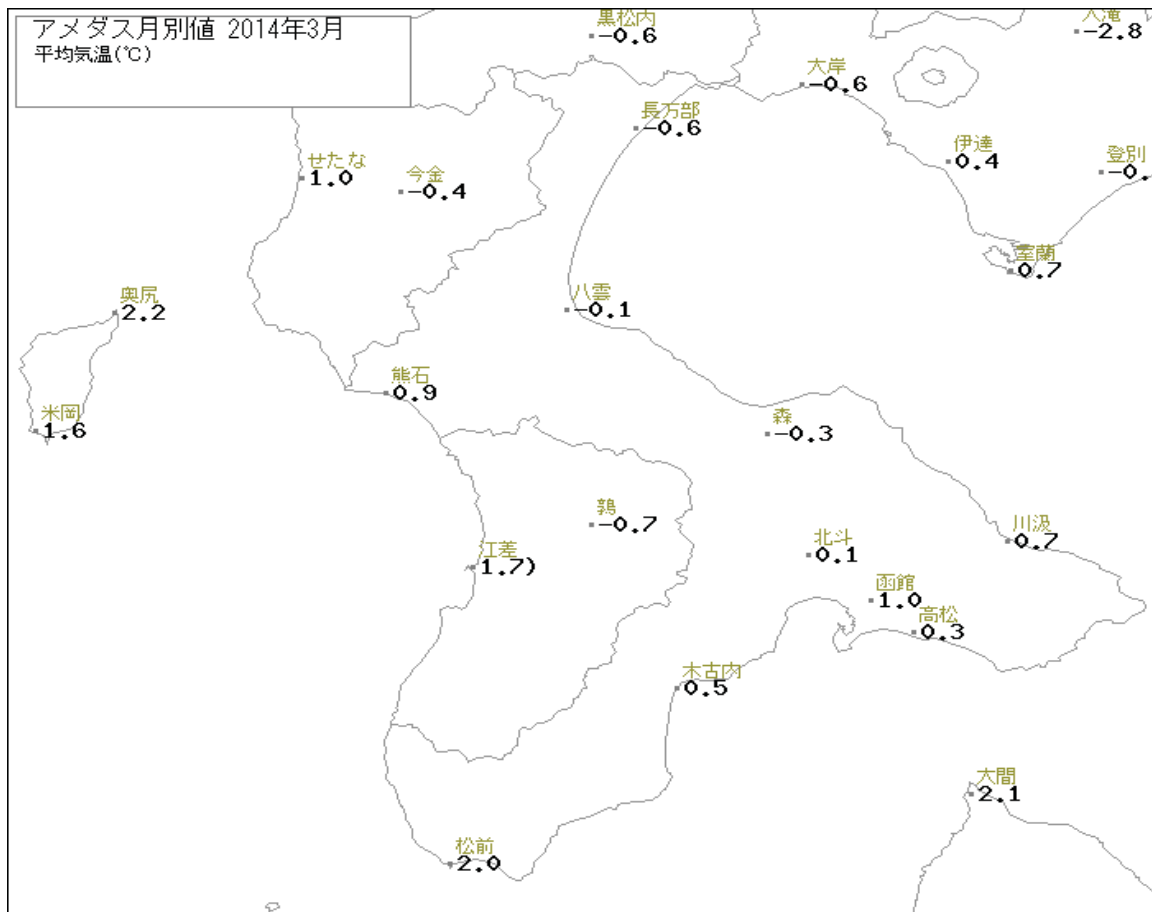 アメダス月別値 2014年3月
平均気温(℃)
黒松内
-0.6
大滝
-2.8
大岸
-0.6
長万部
-0.6
せたな
1.0
今金
-0.4
伊達
0.4
登別
-0.
室蘭
0.7
奥尻
2.2
八雲
-0.1
熊石
0.9
米岡
1.6
森
-0.3
鶉
-0.7
江差
1.7)
北斗
0.1
川汲
0.7
函館
1.0
高松
0.3
木古内
0.5
大間
2.1
松前
2.0